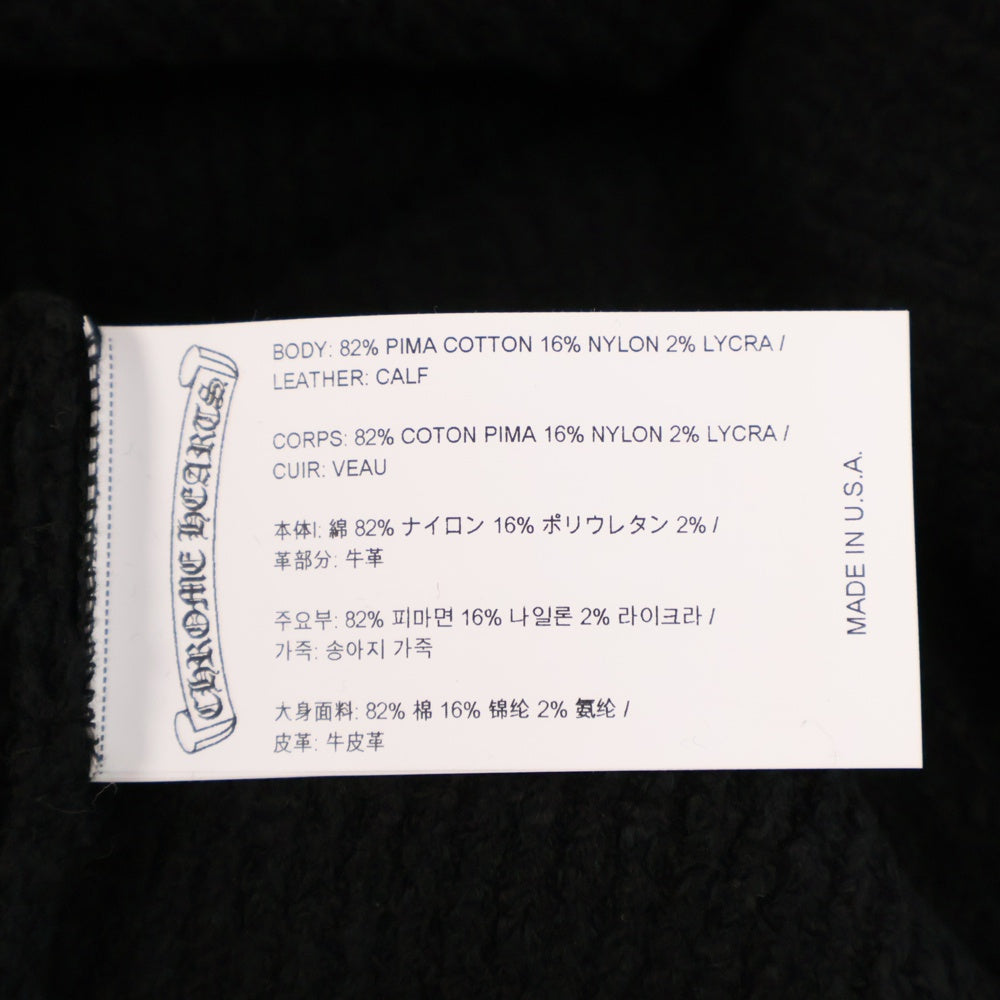 CHROME HEARTS
BODY: 82% PIMA COTTON 16% NYLON 2% LYCRA /
LEATHER: CALF
CORPS: 82% COTON PIMA 16% NYLON 2% LYCRA /
CUIR: VEAU
本体l: 綿 82% ナイロン 16% ポリウレタン 2% /
革部分: 牛革
주요부: 82% 피마면 16% 나일론 2% 라이크라 /
가죽: 송아지 가죽
大身面料: 82% 棉 16% 锦纶 2% 氨纶 /
皮革: 牛皮革
MADE IN U.S.A.